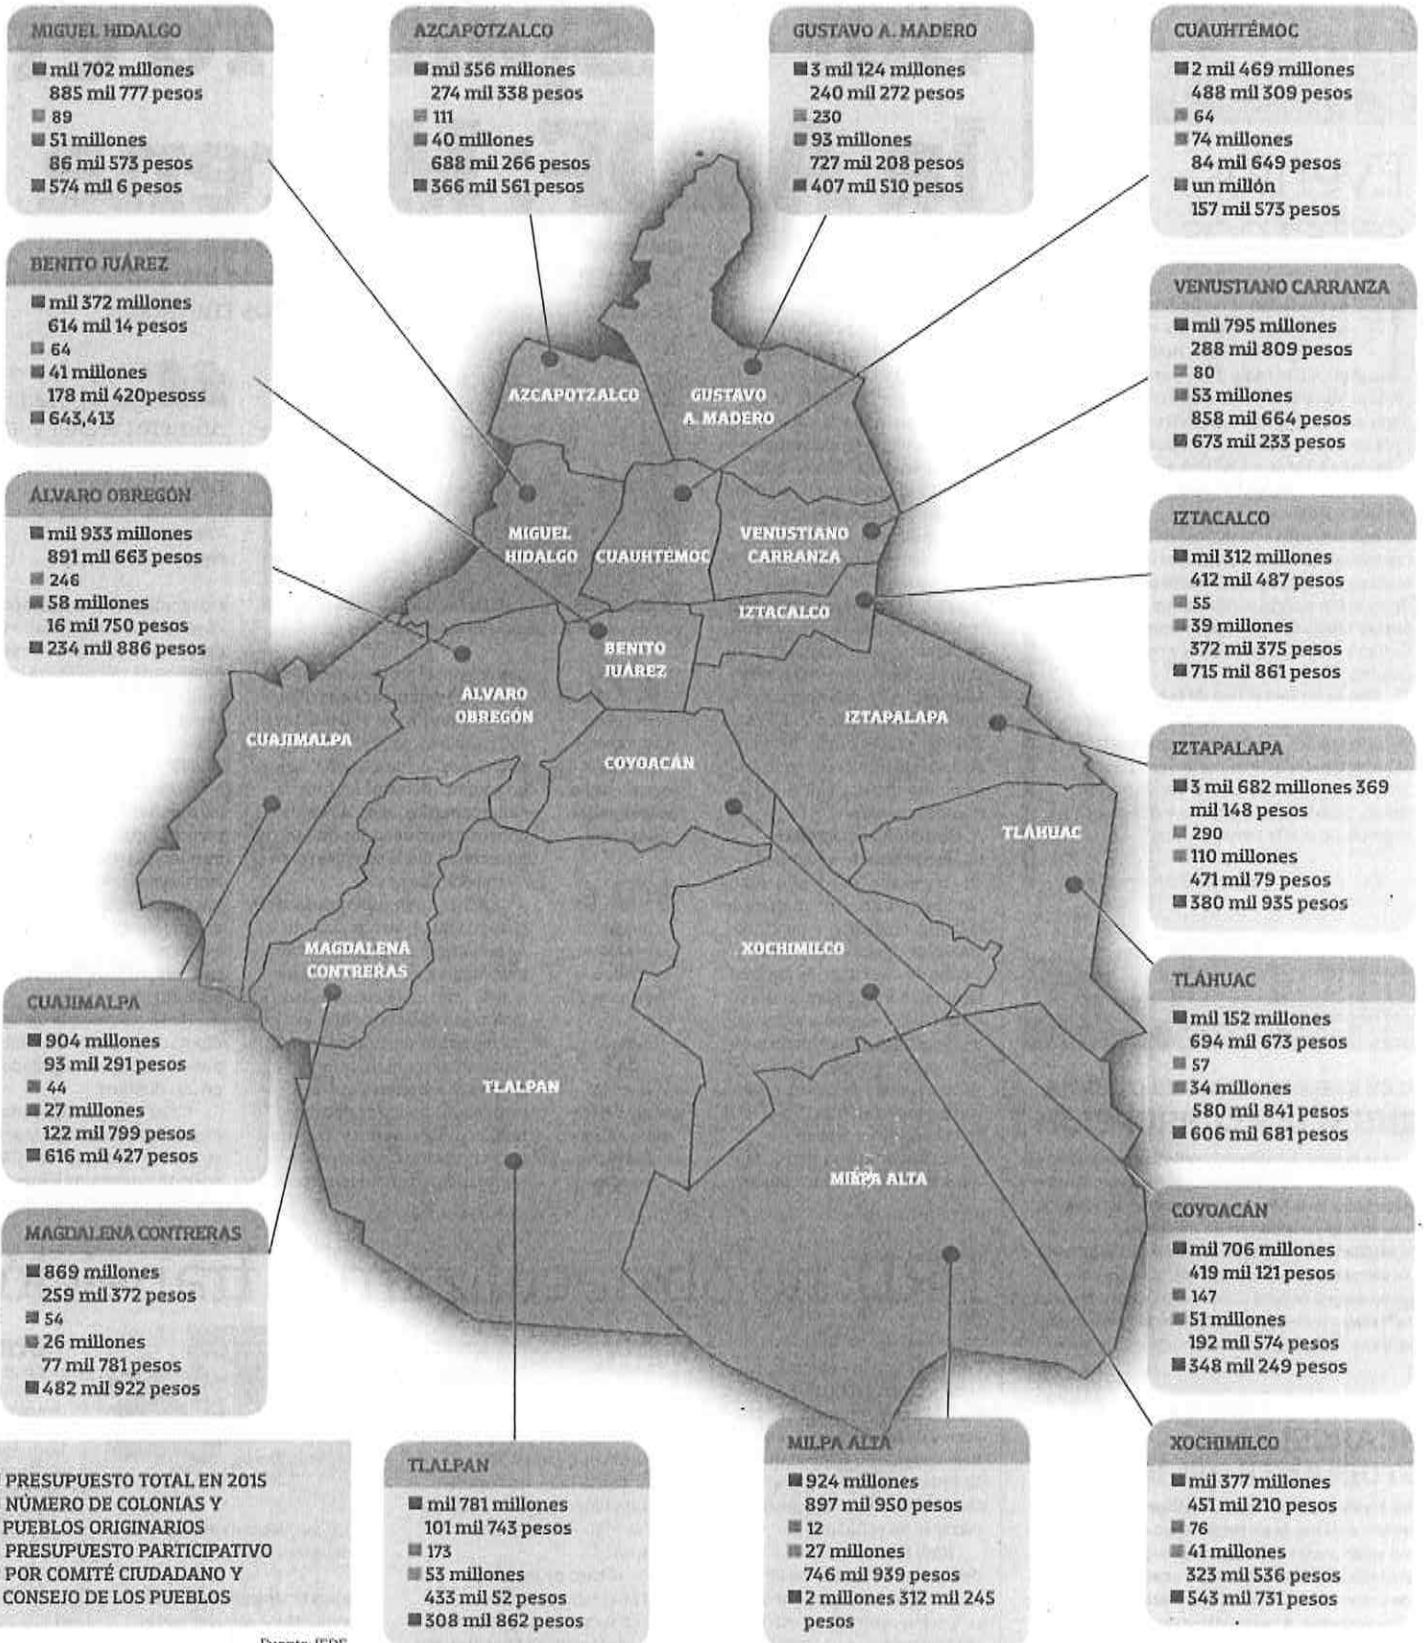 MIGUEL HIDALGO
mil 702 millones
885 mil 777 pesos
89
51 millones
86 mil 573 pesos
574 mil 6 pesos
AZCAPOTZALCO
mil 356 millones
274 mil 338 pesos
111
40 millones
688 mil 266 pesos
366 mil 561 pesos
GUSTAVO A. MADERO
3 mil 124 millones
240 mil 272 pesos
230
93 millones
727 mil 208 pesos
407 mil 510 pesos
CUAUHTÉMOC
2 mil 469 millones
488 mil 309 pesos
64
74 millones
84 mil 649 pesos
un millón
157 mil 573 pesos
BENITO JUÁREZ
mil 372 millones
614 mil 14 pesos
64
41 millones
178 mil 420pesoss
643,413
VENUSTIANO CARRANZA
mil 795 millones
288 mil 809 pesos
80
53 millones
858 mil 664 pesos
673 mil 233 pesos
ÁLVARO OBREGÓN
mil 933 millones
891 mil 663 pesos
246
58 millones
16 mil 750 pesos
234 mil 886 pesos
IZTACALCO
mil 312 millones
412 mil 487 pesos
55
39 millones
372 mil 375 pesos
715 mil 861 pesos
IZTAPALAPA
3 mil 682 millones 369
mil 148 pesos
290
110 millones
471 mil 79 pesos
380 mil 935 pesos
AZCAPOTZALCO
GUSTAVO
A. MADERO
MIGUEL
HIDALGO
CUAUHTÉMOC
VENUSTIANO
CARRANZA
IZTACALCO
BENITO
JUÁREZ
ÁLVARO
OBREGÓN
IZTAPALAPA
CUAJIMALPA
COYOACÁN
TLÁHUAC
MAGDALENA
CONTRERAS
XOCHIMILCO
TLALPAN
MILPA ALTA
CUAJIMALPA
904 millones
93 mil 291 pesos
44
27 millones
122 mil 799 pesos
616 mil 427 pesos
TLÁHUAC
mil 152 millones
694 mil 673 pesos
57
34 millones
580 mil 841 pesos
606 mil 681 pesos
MAGDALENA CONTRERAS
869 millones
259 mil 372 pesos
54
26 millones
77 mil 781 pesos
482 mil 922 pesos
COYOACÁN
mil 706 millones
419 mil 121 pesos
147
51 millones
192 mil 574 pesos
348 mil 249 pesos
PRESUPUESTO TOTAL EN 2015
NÚMERO DE COLONIAS Y
PUEBLOS ORIGINARIOS
PRESUPUESTO PARTICIPATIVO
POR COMITÉ CIUDADANO Y
CONSEJO DE LOS PUEBLOS
TLALPAN
mil 781 millones
101 mil 743 pesos
173
53 millones
433 mil 52 pesos
308 mil 862 pesos
MILPA ALTA
924 millones
897 mil 950 pesos
12
27 millones
746 mil 939 pesos
2 millones 312 mil 245
pesos
XOCHIMILCO
mil 377 millones
451 mil 210 pesos
76
41 millones
323 mil 536 pesos
543 mil 731 pesos